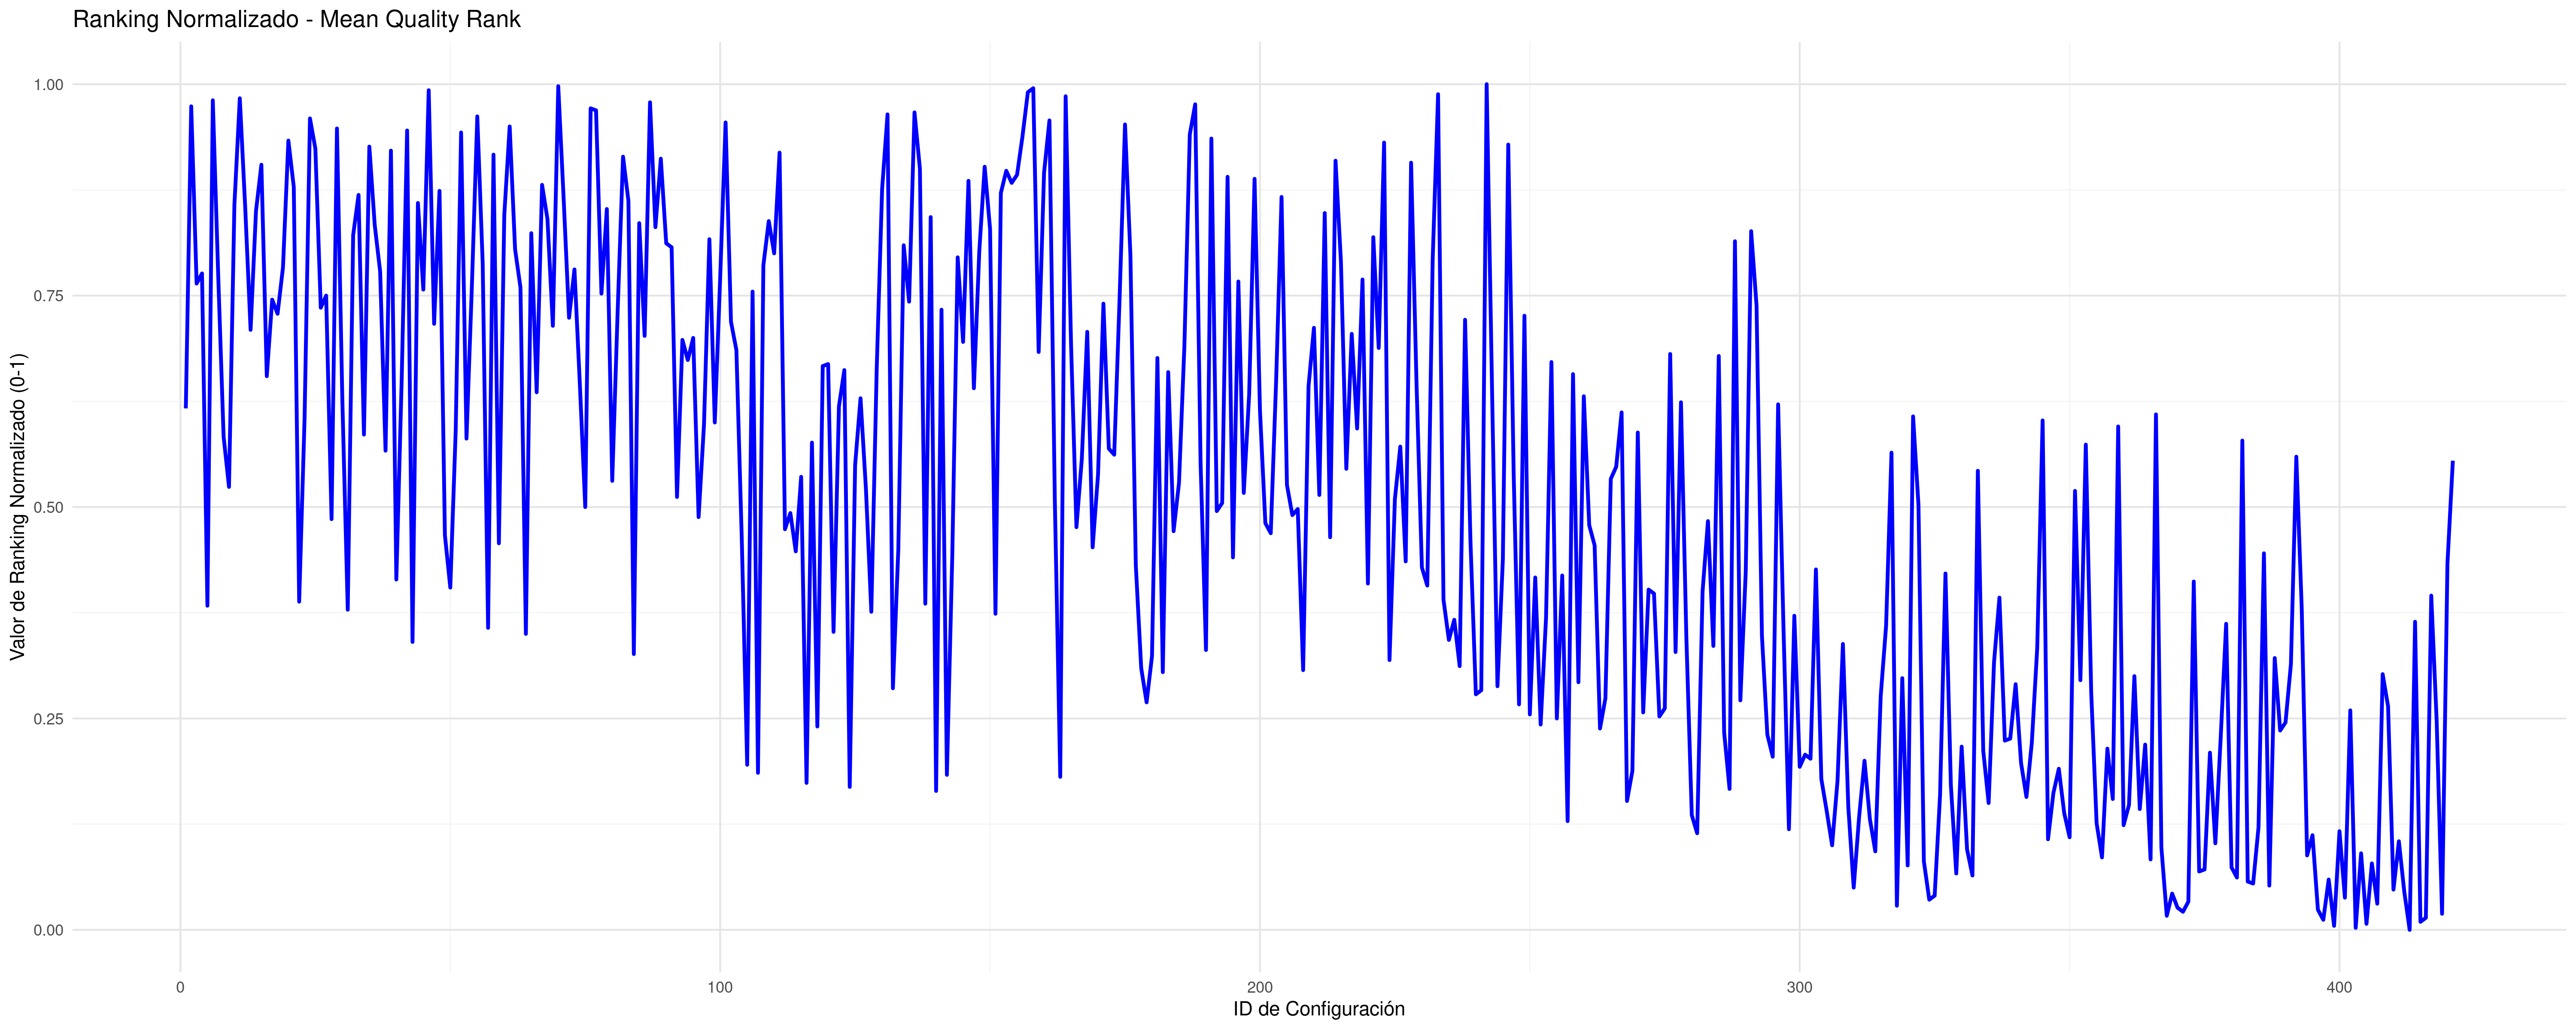 Ranking Normalizado - Mean Quality Rank
Valor de Ranking Normalizado (0-1)
1.00
0.75
0.50
0.25
0.00
0 100 200 300 400
ID de Configuración